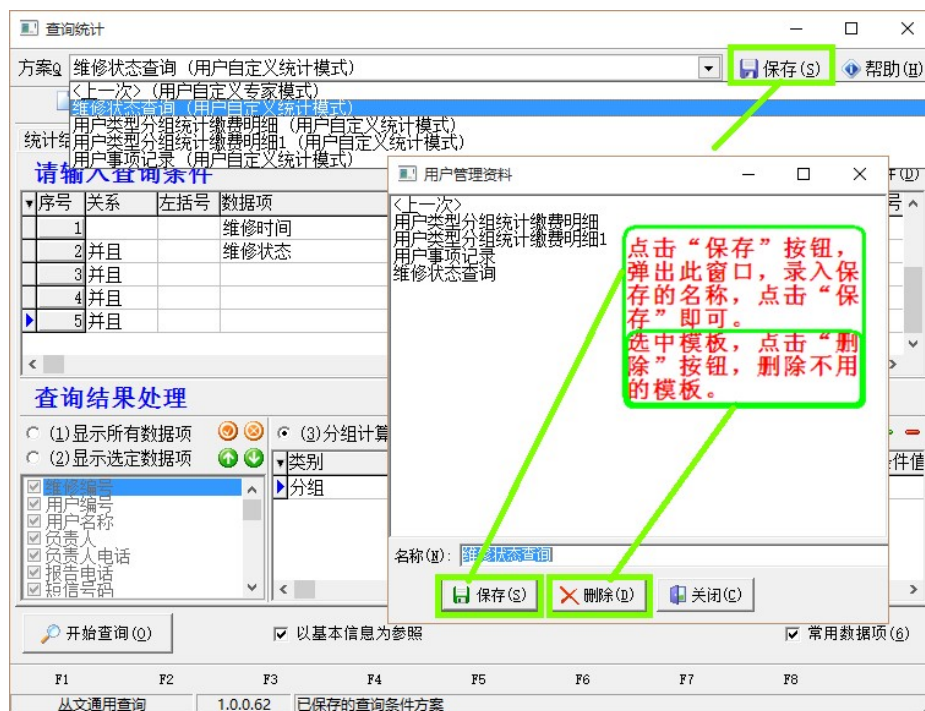 查询统计
方案Q 维修状态查询 (用户自定义统计模式)
保存(S)
帮助(H)
<上一次> (用户自定义专家模式)
维修状态查询 (用户自定义统计模式)
用户类型分组统计缴费明细 (用户自定义统计模式)
用户类型分组统计缴费明细1 (用户自定义统计模式)
用户事项记录 (用户自定义统计模式)
请输入查询条件
序号 关系 左括号 数据项
1 维修时间
2 并且 维修状态
3 并且
4 并且
5 并且
用户管理资料
<上一次>
用户类型分组统计缴费明细
用户类型分组统计缴费明细1
用户事项记录
维修状态查询
点击“保存”按钮,
弹出此窗口,录入保
存的名称,点击“保
存”即可。
选中模板,点击“删
除”按钮,删除不用
的模板。
名称(N): 维修状态查询
保存(S) 删除(D) 关闭(C)
查询结果处理
(1)显示所有数据项
(3)分组计算
(2)显示选定数据项
类别
件值
分组
维修编号
用户编号
用户名称
负责人
负责人电话
报告电话
短信号码
开始查询(O) 以基本信息为参照 常用数据项(6)
F1 F2 F3 F4 F5 F6 F7 F8
从文通用查询 1.0.0.62 已保存的查询条件方案